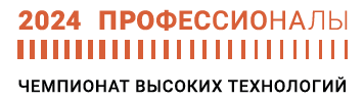 2024 ПРОФЕССИОНАЛЫ
ЧЕМПИОНАТ ВЫСОКИХ ТЕХНОЛОГИЙ